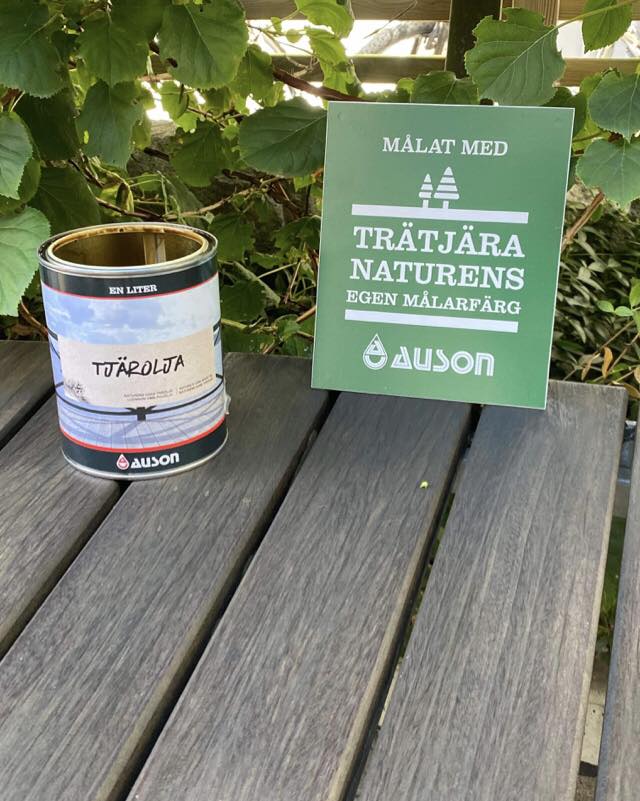 EN LITER
TJÄROLJA
AUSON
MÅLAT MED
TRÄTJÄRA
NATURENS
EGEN MÅLARFÄRG
AUSON